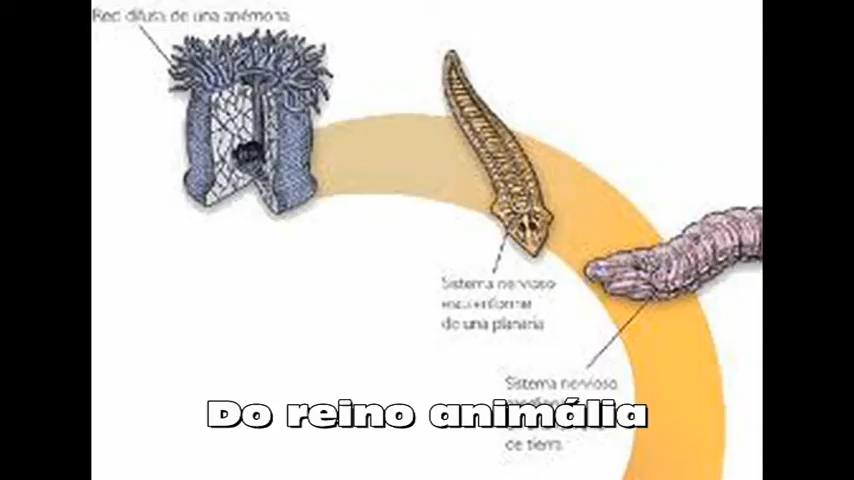 Red difusa de una anémona
Sistema nervioso
de una planaria
Sistema nervioso
de tierra
Do reino animália